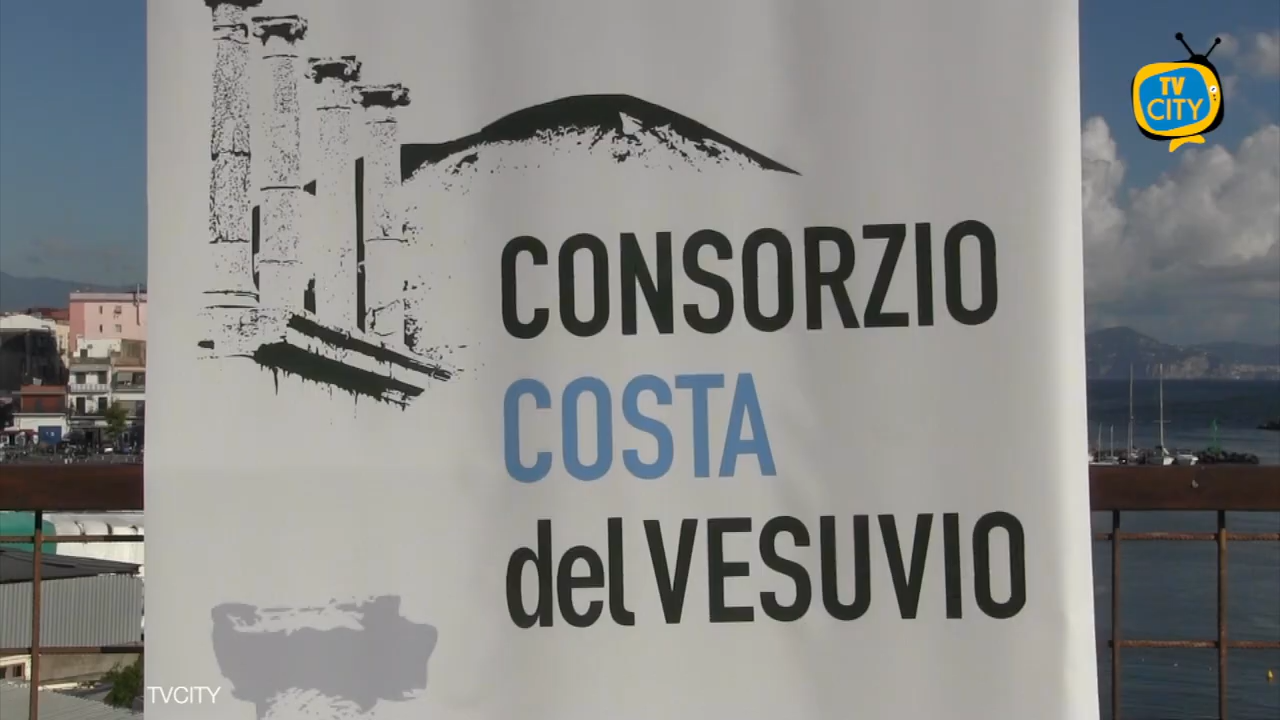 TV
CITY
CONSORZIO
COSTA
del VESUVIO
TVCITY